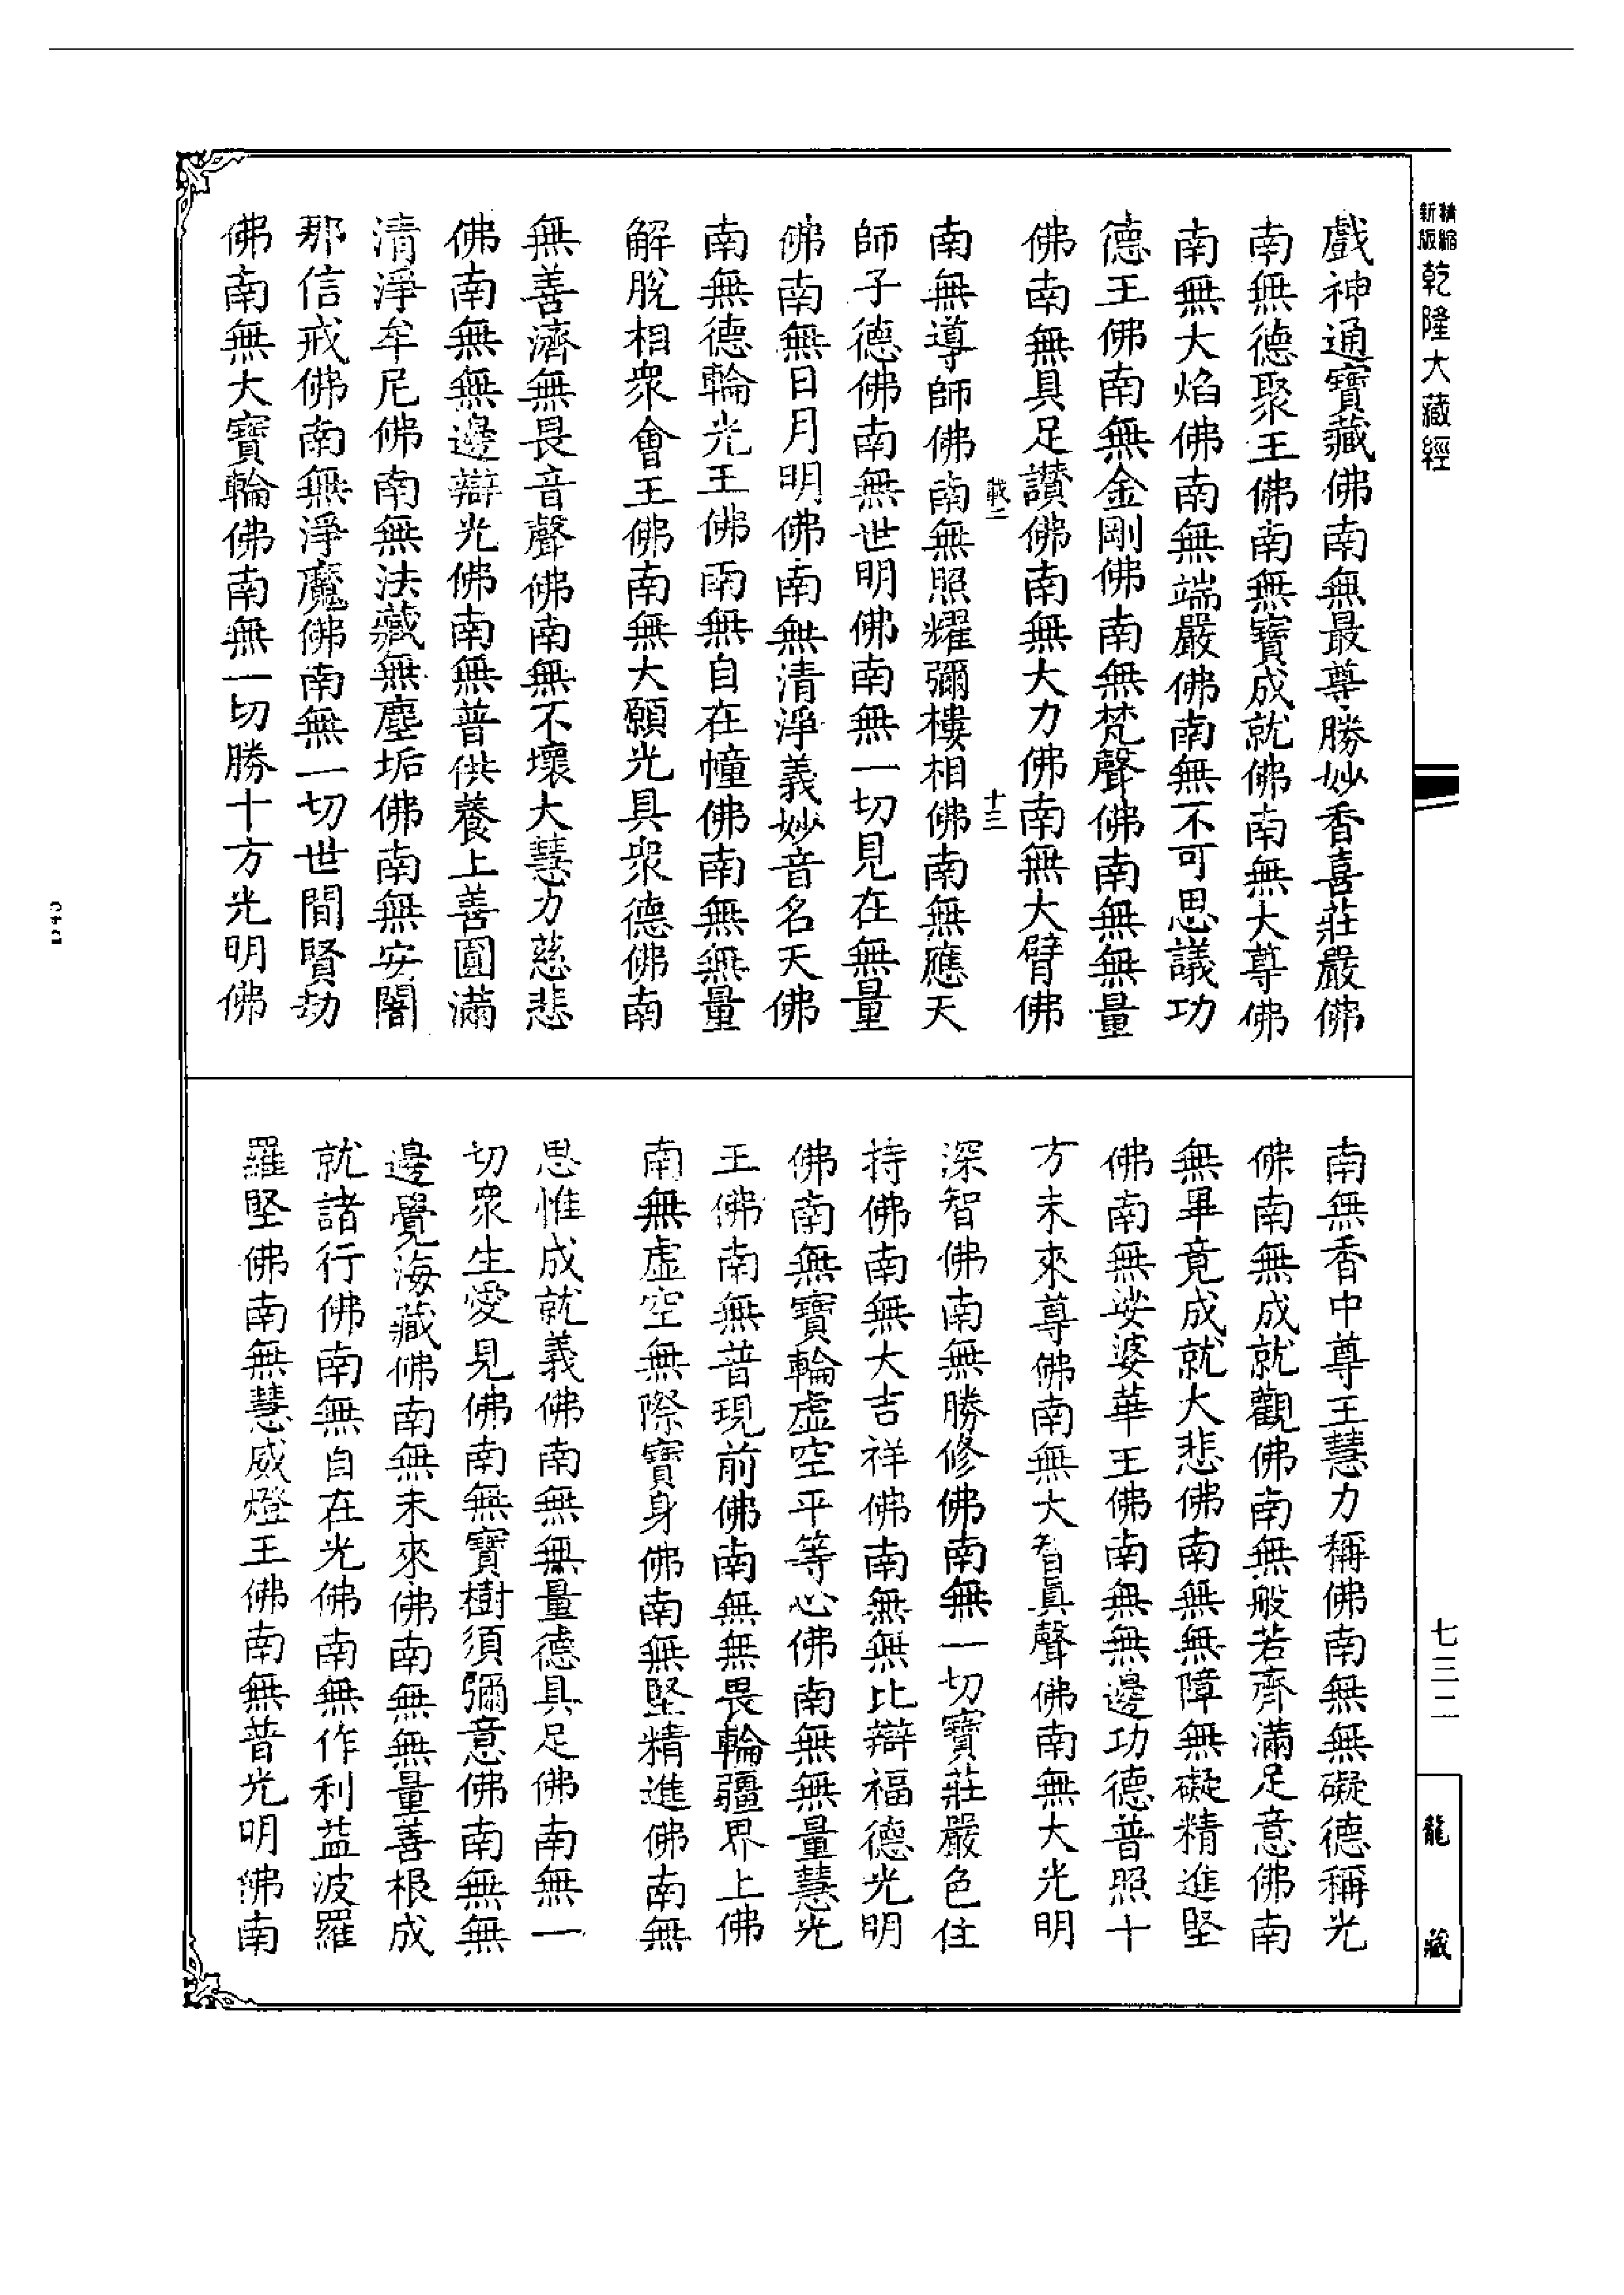 精縮
新版
乾隆大藏經
戲神通寶藏佛南無最尊勝妙香喜莊嚴佛
南無德聚王佛南無寶成就佛南無大尊佛
南無大焰佛南無端嚴佛南無不可思議功
德王佛南無金剛佛南無梵聲佛南無無量
佛南無具足讚佛南無大力佛南無大臂佛
載二
十三
南無導師佛南無照耀彌樓相佛南無應天
師子德佛南無世明佛南無一切見在無量
佛南無日月明佛南無清淨義妙音名天佛
南無德輪光王佛南無自在幢佛南無無量
解脫相眾會王佛南無大願光具眾德佛南
無善濟無畏音聲佛南無不壞大慧力慈悲
佛南無無邊辯光佛南無普供養上善圓滿
清淨牟尼佛南無法藏無塵垢佛南無安闍
那信戒佛南無淨魔佛南無一切世間賢劫
佛南無大寶輪佛南無一切勝十方光明佛
南無香中尊王慧力稱佛南無無礙德稱光
佛南無成就觀佛南無般若齊滿足意佛南
無畢竟成就大悲佛南無無障無礙精進堅
佛南無娑婆華王佛南無無邊功德普照十
方未來尊佛南無大智真聲佛南無大光明
深智佛南無勝修佛南無一切寶莊嚴色住
持佛南無大吉祥佛南無無比辯福德光明
佛南無寶輪虛空平等心佛南無無量慧光
王佛南無普現前佛南無無畏輪疆界上佛
南無虛空無際寶身佛南無堅精進佛南無
思惟成就義佛南無無量德具足佛南無一
切眾生愛見佛南無寶樹須彌意佛南無無
邊覺海藏佛南無未來佛南無無量善根成
就諸行佛南無自在光佛南無作利益波羅
羅堅佛南無慧威燈王佛南無普光明佛南
七三二
龍藏